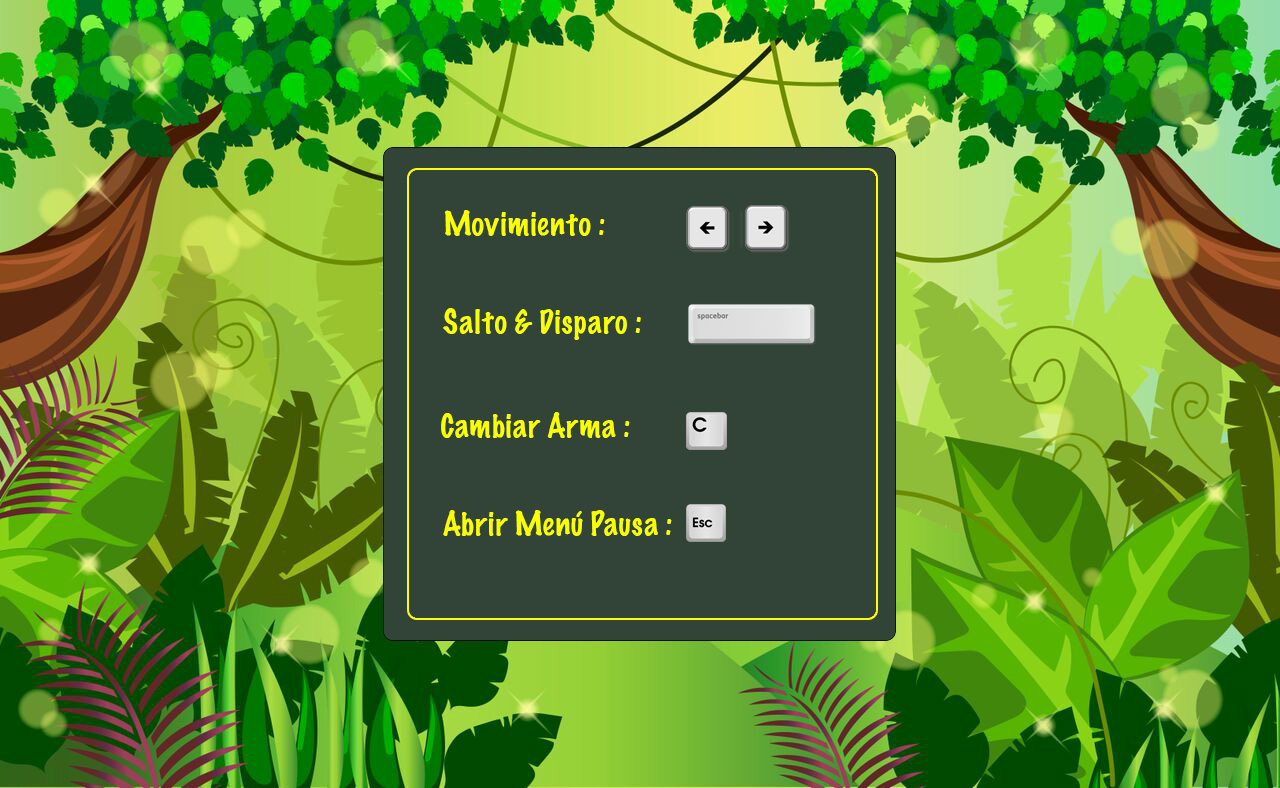 Movimiento : ← →
Salto & Disparo : spacebar
Cambiar Arma : C
Abrir Menú Pausa : Esc